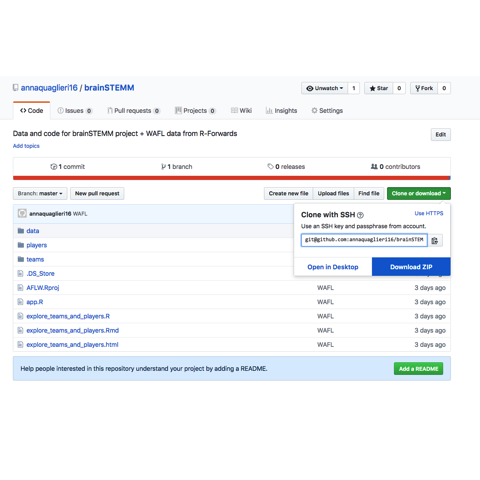 annaquaglieri16 / brainSTEMM
Unwatch 1 Star 0 Fork 0
Code Issues 0 Pull requests 0 Projects 0 Wiki Insights Settings
Data and code for brainSTEMM project + WAFL data from R-Forwards Edit
Add topics
1 commit 1 branch 0 releases 0 contributors
Branch: master New pull request Create new file Upload files Find file Clone or download
annaquaglieri16 WAFL
Clone with SSH Use HTTPS
Use an SSH key and passphrase from account.
git@github.com:annaquaglieri16/brainSTEM
Open in Desktop Download ZIP
data
players
teams
.DS_Store
AFLW.Rproj WAFL 3 days ago
app.R WAFL 3 days ago
explore_teams_and_players.R WAFL 3 days ago
explore_teams_and_players.Rmd WAFL 3 days ago
explore_teams_and_players.html WAFL 3 days ago
Help people interested in this repository understand your project by adding a README. Add a README